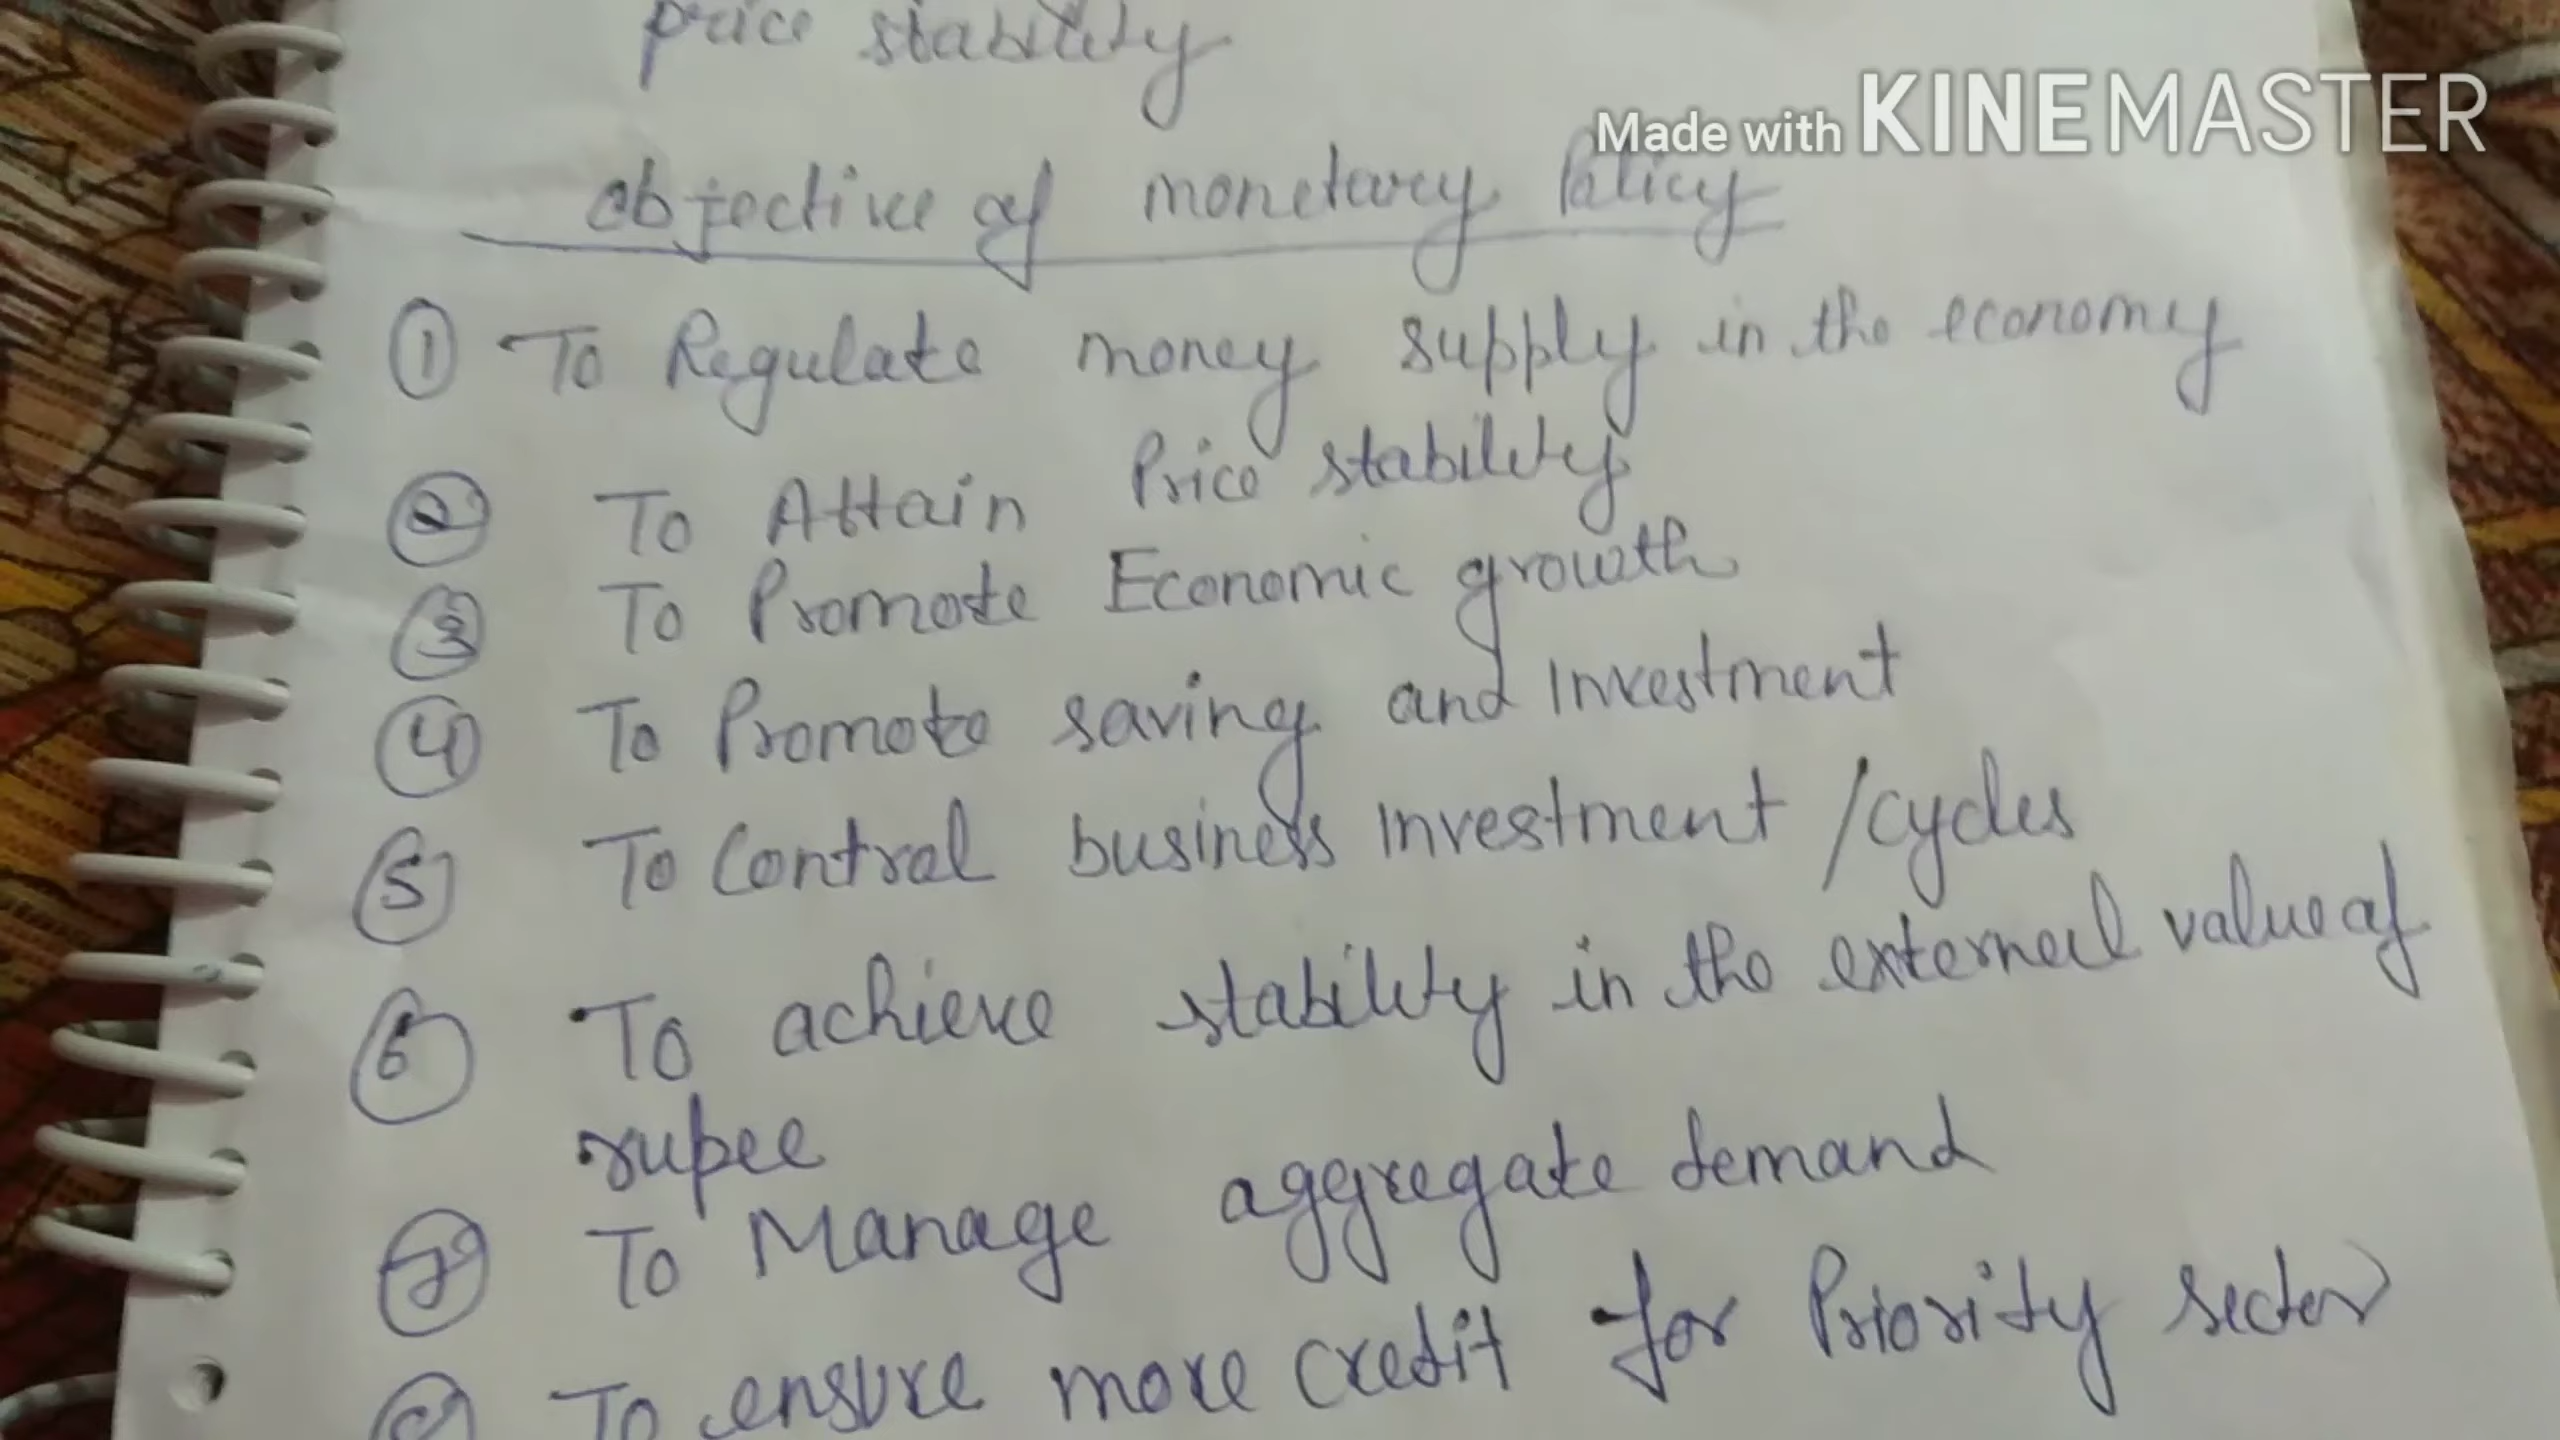 price stability
Made with KINEMASTER
objective of monetary Policy
① To Regulate money supply in the economy
② To Attain Price stability
③ To Promote Economic growth
④ To Promote saving and Investment
⑤ To Control business Investment / cycles
⑥ To achieve stability in the external value of
rupee
⑦ To Manage aggregate demand
To ensure more credit for Priority sector